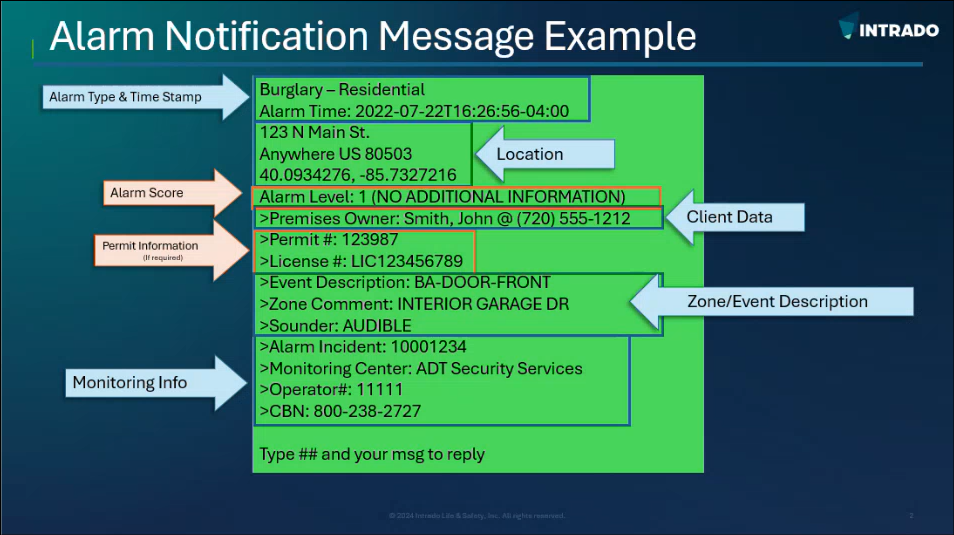 Alarm Notification Message Example
INTRADO
Alarm Type & Time Stamp
Burglary – Residential
Alarm Time: 2022-07-22T16:26:56-04:00
123 N Main St.
Anywhere US 80503
40.0934276, -85.7327216
Location
Alarm Score
Alarm Level: 1 (NO ADDITIONAL INFORMATION)
>Premises Owner: Smith, John @ (720) 555-1212
Client Data
Permit Information
(If required)
>Permit #: 123987
>License #: LIC123456789
>Event Description: BA-DOOR-FRONT
>Zone Comment: INTERIOR GARAGE DR
>Sounder: AUDIBLE
Zone/Event Description
Monitoring Info
>Alarm Incident: 10001234
>Monitoring Center: ADT Security Services
>Operator#: 11111
>CBN: 800-238-2727
Type ## and your msg to reply
© 2024 Intrado Life & Safety, Inc. All rights reserved.
2